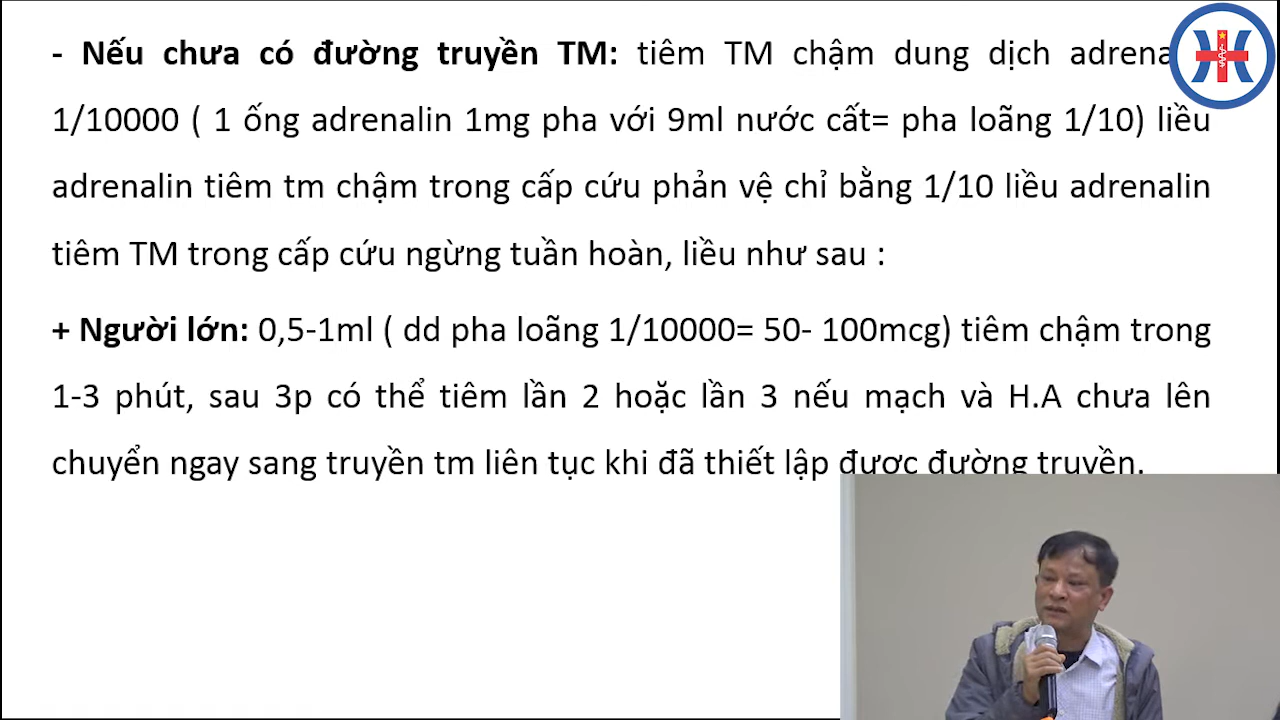 - Nếu chưa có đường truyền TM: tiêm TM chậm dung dịch adrena
1/10000 ( 1 ống adrenalin 1mg pha với 9ml nước cất= pha loãng 1/10) liều
adrenalin tiêm tm chậm trong cấp cứu phản vệ chỉ bằng 1/10 liều adrenalin
tiêm TM trong cấp cứu ngừng tuần hoàn, liều như sau :
+ Người lớn: 0,5-1ml ( dd pha loãng 1/10000= 50- 100mcg) tiêm chậm trong
1-3 phút, sau 3p có thể tiêm lần 2 hoặc lần 3 nếu mạch và H.A chưa lên
chuyển ngay sang truyền tm liên tục khi đã thiết lập được đường truyền.